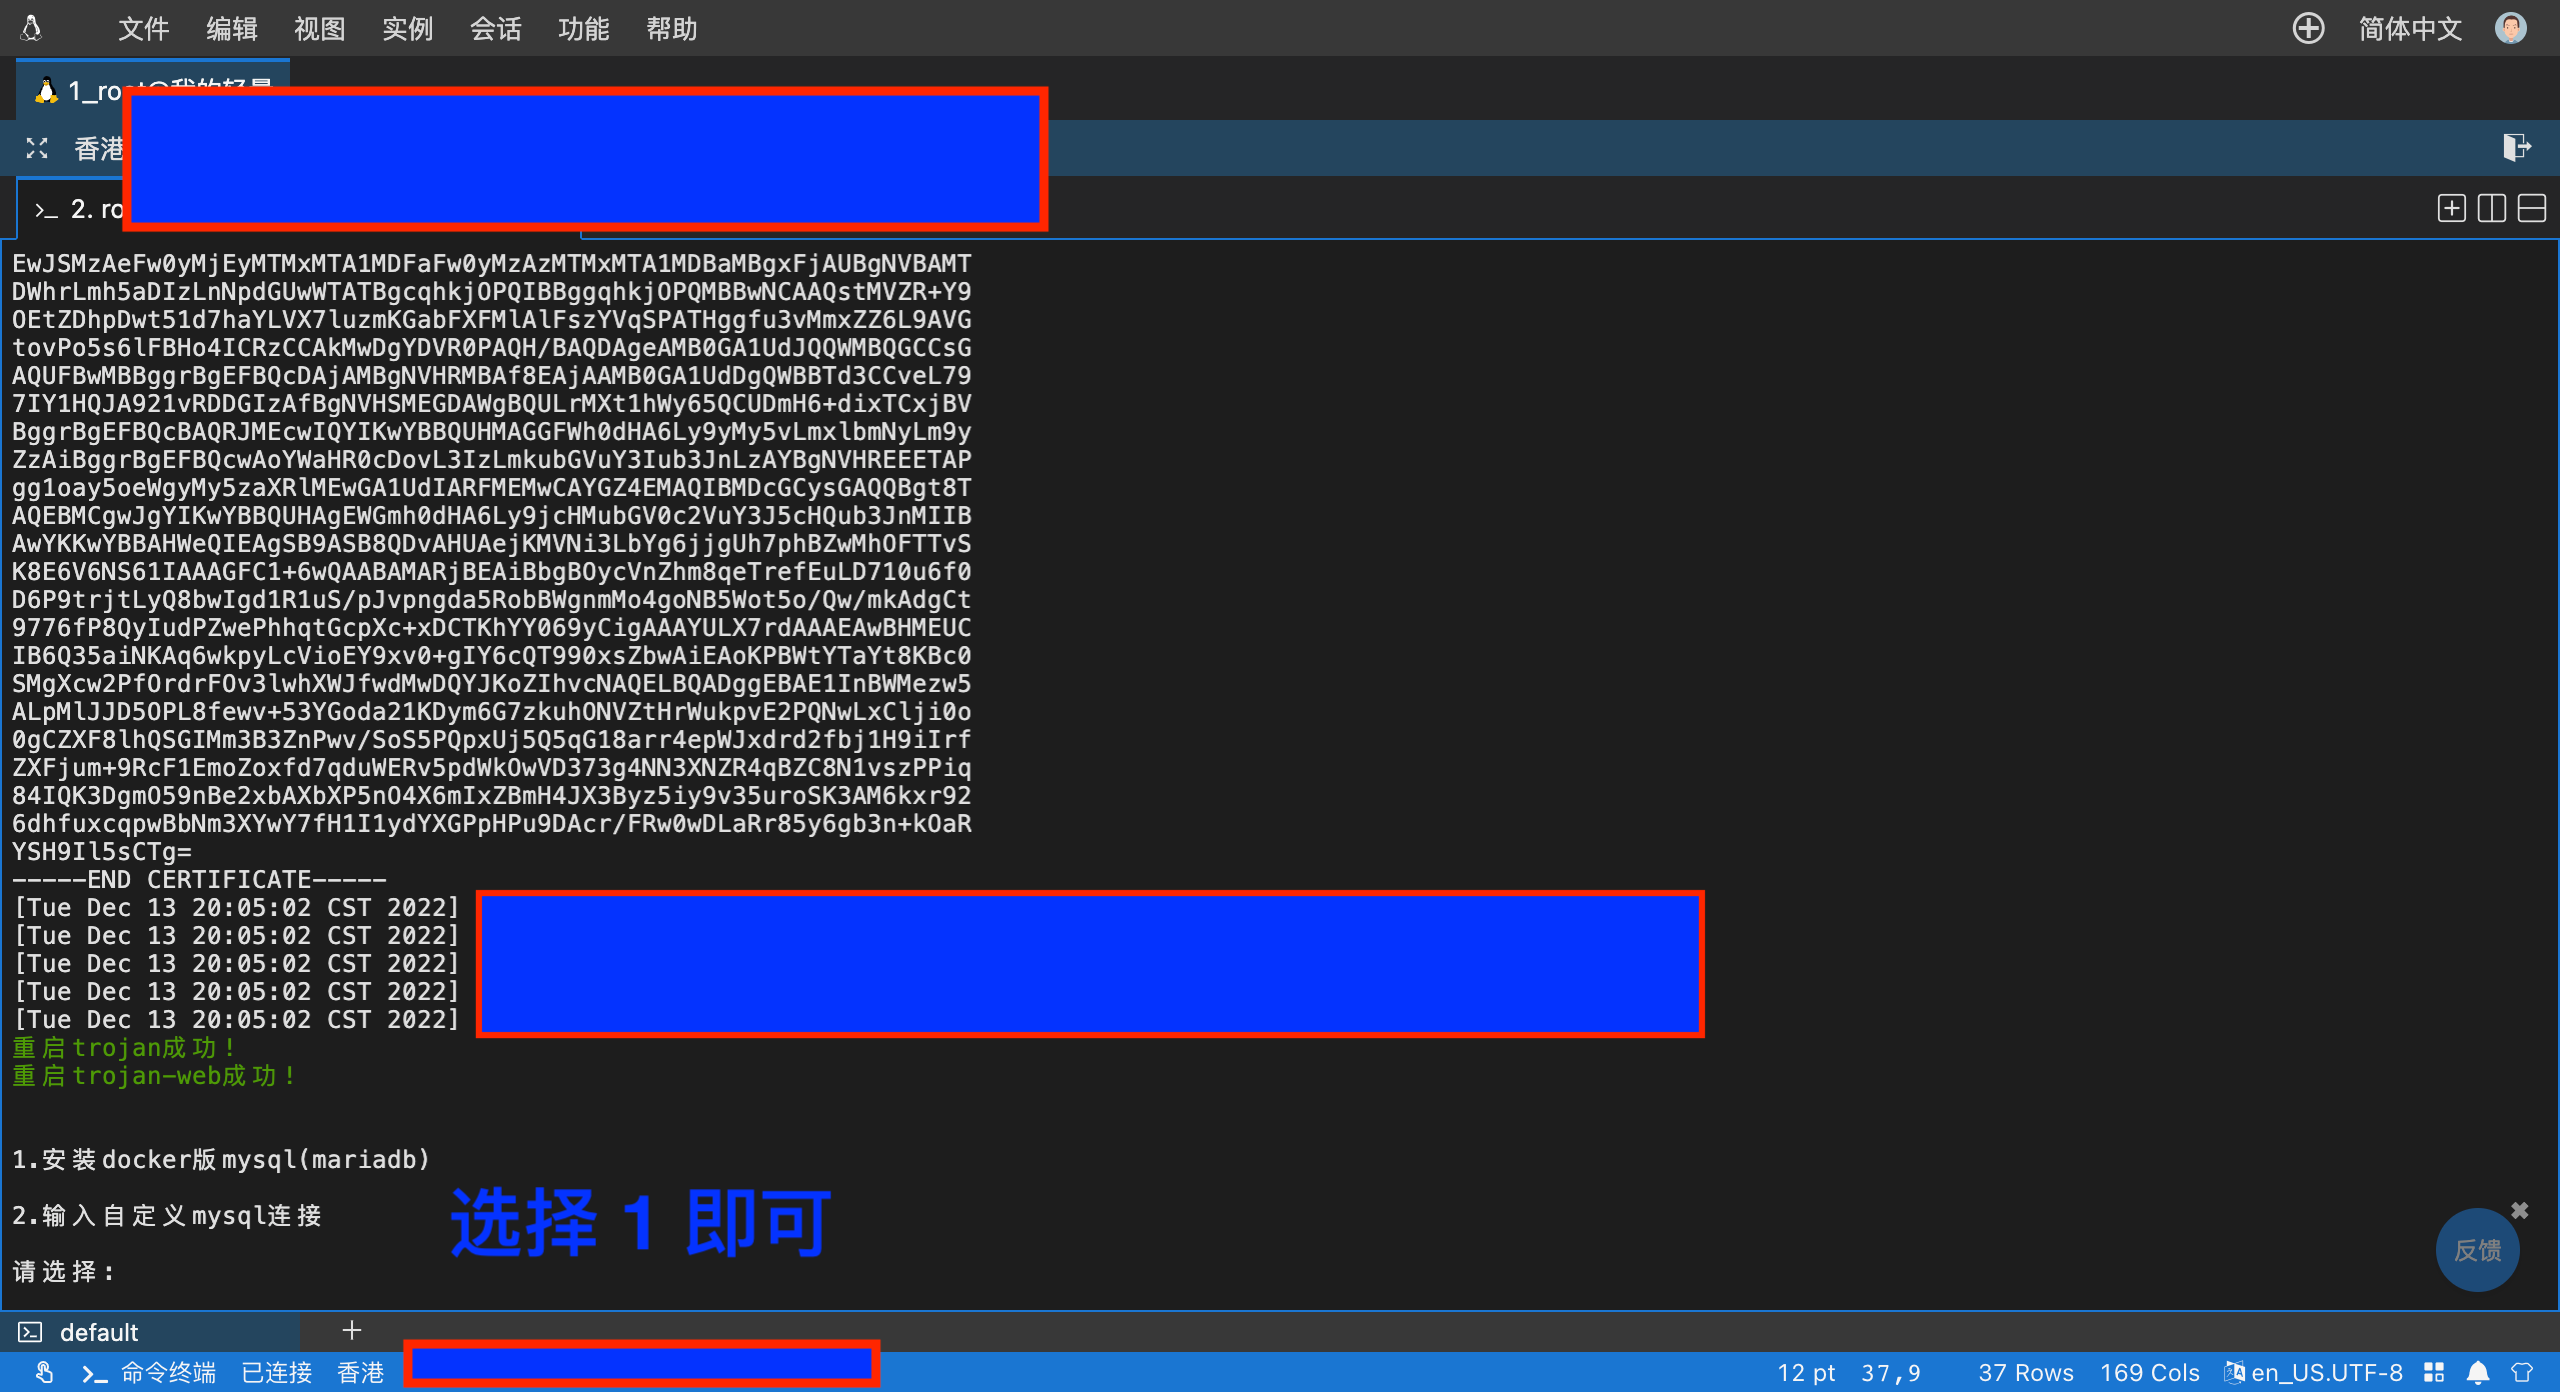 文件 编辑 视图 实例 会话 功能 帮助 简体中文
1_root@我的轻量
香港
2. ro
EwJSMzAeFw0yMjEyMTMxMTA1MDFaFw0yMzAzMTMxMTA1MDBaMBgxFjAUBgNVBAMT
DWhrLmh5aDIzLnNpdGUwWTATBgcqhkjOPQIBBggqhkjOPQMBBwNCAAQstMVZR+Y9
OEtZDhpDwt51d7haYLVX7luzmKGabFXFMlAlFszYVqSPATHggfu3vMmxZZ6L9AVG
tovPo5s6lFBHo4ICRzCCAkMwDgYDVR0PAQH/BAQDAgeAMB0GA1UdJQQWMBQGCCsG
AQUFBwMBBggrBgEFBQcDAjAMBgNVHRMBAf8EAjAAMB0GA1UdDgQWBBTd3CCveL79
7IY1HQJA921vRDDGIzAfBgNVHSMEGDAWgBQULrMXt1hWy65QCUDmH6+dixTCxjBV
BggrBgEFBQcBAQRJMEcwIQYIKwYBBQUHMAGGFWh0dHA6Ly9yMy5vLmxlbmNyLm9y
ZzAiBggrBgEFBQcwAoYWaHR0cDovL3IzLmkubGVuY3Iub3JnLzAYBgNVHREEETAP
gg1oay5oeWgyMy5zaXRlMEwGA1UdIARFMEMwCAYGZ4EMAQIBMDcGCysGAQQBgt8T
AQEBMCgwJgYIKwYBBQUHAgEWGmh0dHA6Ly9jcHMubGV0c2VuY3J5cHQub3JnMIIB
AwYKKwYBBAHWeQIEAgSB9ASB8QDvAHUAejKMVNi3LbYg6jjgUh7phBZwMhOFTTvS
K8E6V6NS61IAAAGFC1+6wQAABAMARjBEAiBbgBOycVnZhm8qeTrefEuLD710u6f0
D6P9trjtLyQ8bwIgd1R1uS/pJvpngda5RobBWgnmMo4goNB5Wot5o/Qw/mkAdgCt
9776fP8QyIudPZwePhhqtGcpXc+xDCTKhYY069yCigAAAYULX7rdAAAEAwBHMEUC
IB6Q35aiNKAq6wkpyLcVioEY9xv0+gIY6cQT990xsZbwAiEAoKPBWtYTaYt8KBc0
SMgXcw2PfOrdrFOv3lwhXWJfwdMwDQYJKoZIhvcNAQELBQADggEBAE1InBWMezw5
ALpMlJJD5OPL8fewv+53YGoda21KDym6G7zkuhONVZtHrWukpvE2PQNwLxClji0o
0gCZXF8lhQSGIMm3B3ZnPwv/SoS5PQpxUj5Q5qG18arr4epWJxdrd2fbj1H9iIrf
ZXFjum+9RcF1EmoZoxfd7qduWERv5pdWkOwVD373g4NN3XNZR4qBZC8N1vszPPiq
84IQK3DgmO59nBe2xbAXbXP5nO4X6mIxZBmH4JX3Byz5iy9v35uroSK3AM6kxr92
6dhfuxcqpwBbNm3XYwY7fH1I1ydYXGPpHPu9DAcr/FRw0wDLaRr85y6gb3n+kOaR
YSH9Il5sCTg=
-----END CERTIFICATE-----
[Tue Dec 13 20:05:02 CST 2022]
[Tue Dec 13 20:05:02 CST 2022]
[Tue Dec 13 20:05:02 CST 2022]
[Tue Dec 13 20:05:02 CST 2022]
[Tue Dec 13 20:05:02 CST 2022]
重启trojan成功!
重启trojan-web成功!
1.安装docker版mysql(mariadb)
2.输入自定义mysql连接
选择 1 即可
请选择:
反馈
default
命令终端 已连接 香港 12 pt 37,9 37 Rows 169 Cols en_US.UTF-8